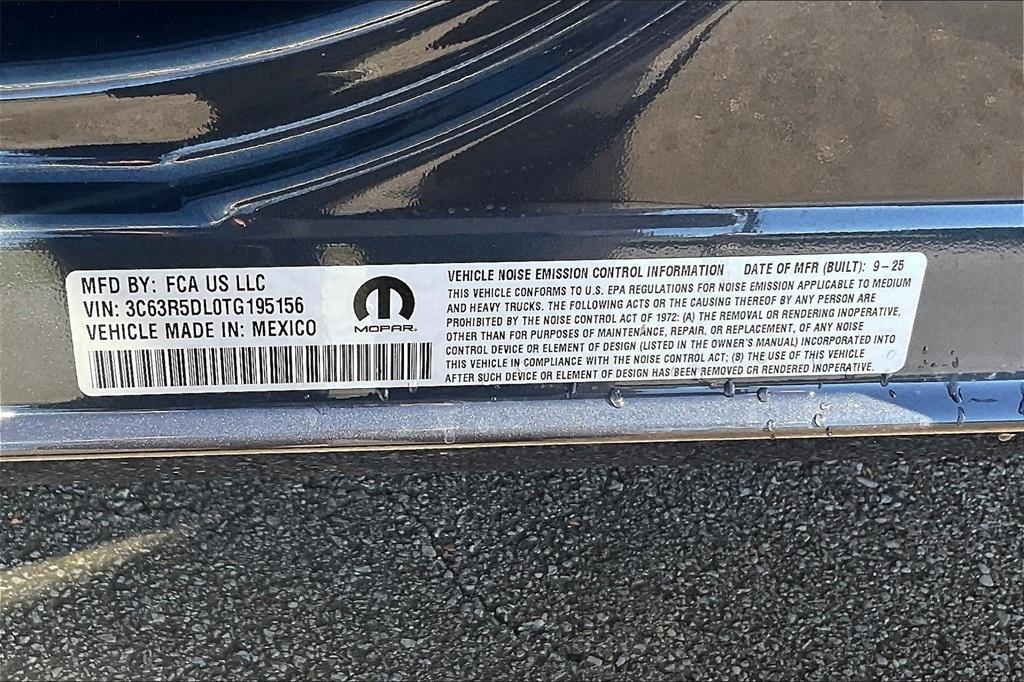 MFD BY: FCA US LLC
VIN: 3C63R5DL0TG195156
VEHICLE MADE IN: MEXICO
MOPAR
VEHICLE NOISE EMISSION CONTROL INFORMATION DATE OF MFR (BUILT): 9-25
THIS VEHICLE CONFORMS TO U.S. EPA REGULATIONS FOR NOISE EMISSION APPLICABLE TO MEDIUM
AND HEAVY TRUCKS. THE FOLLOWING ACTS OR THE CAUSING THEREOF BY ANY PERSON ARE
PROHIBITED BY THE NOISE CONTROL ACT OF 1972: (A) THE REMOVAL OR RENDERING INOPERATIVE,
OTHER THAN FOR PURPOSES OF MAINTENANCE, REPAIR, OR REPLACEMENT, OF ANY NOISE
CONTROL DEVICE OR ELEMENT OF DESIGN (LISTED IN THE OWNER'S MANUAL) INCORPORATED INTO
THIS VEHICLE IN COMPLIANCE WITH THE NOISE CONTROL ACT; (B) THE USE OF THIS VEHICLE
AFTER SUCH DEVICE OR ELEMENT OF DESIGN HAS BEEN REMOVED OR RENDERED INOPERATIVE.